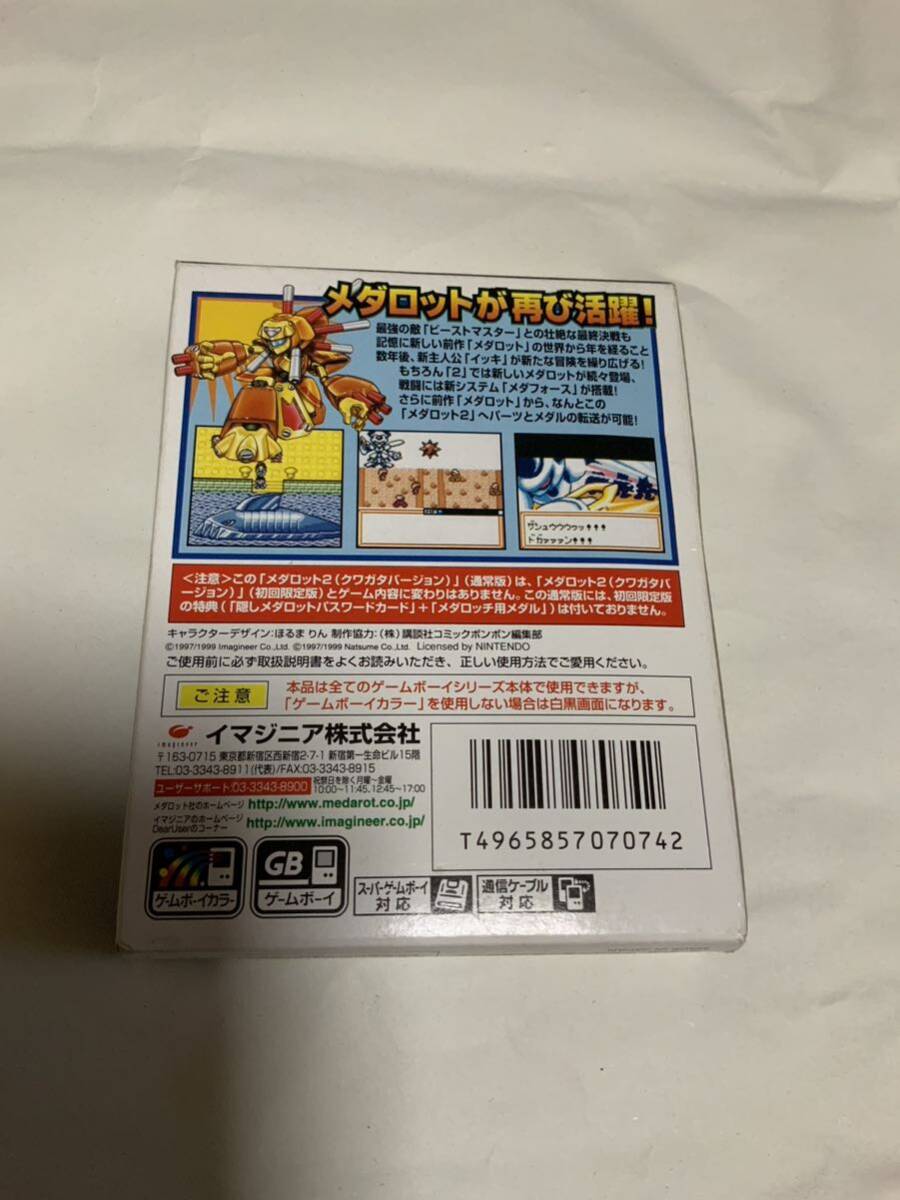 メダロットが再び活躍!
最強の敵「ビーストマスター」との壮絶な最終決戦も
記憶に新しい前作「メダロット」の世界から年を経ること
数年後、新主人公「イッキ」が新たな冒険を繰り広げる!
もちろん「2」では新しいメダロットが続々登場、
戦闘には新システム「メダフォース」が搭載!
さらに前作「メダロット」から、なんとこの
「メダロット2」へパーツとメダルの転送が可能!
ザシュウウウゥッ!!!
ドガァァァン!!!
<注意>この「メダロット2(クワガタバージョン)」(通常版)は、「メダロット2(クワガタバ
ージョン)」(初回限定版)とゲーム内容に変わりはありません。この通常版には、初回限定版
の特典(「隠しメダロットパスワードカード」+「メダロッチ用メダル」)は付いておりません。
キャラクターデザイン:ほるま りん 制作協力:(株)講談社コミックボンボン編集部
©1997/1999 Imagineer Co.,Ltd. ©1997/1999 Natsume Co.,Ltd. Licensed by NINTENDO
ご使用前に必ず取扱説明書をよくお読みいただき、正しい使用方法でご愛用ください。
ご注意
本品は全てのゲームボーイシリーズ本体で使用できますが、
「ゲームボーイカラー」を使用しない場合は白黒画面になります。
imagineer
イマジニア株式会社
〒163-0715 東京都新宿区西新宿2-7-1 新宿第一生命ビル15階
TEL:03-3343-8911(代表)/FAX:03-3343-8915
ユーザーサポート:03-3343-8900 祝祭日を除く月曜〜金曜 10:00〜11:45、12:45〜17:00
メダロット社のホームページ http://www.medarot.co.jp/
イマジニアのホームページ DearUserのコーナー http://www.imagineer.co.jp/
T4965857070742
ゲームボーイカラー
GB
ゲームボーイ
スーパーゲームボーイ
対応
通信ケーブル
対応